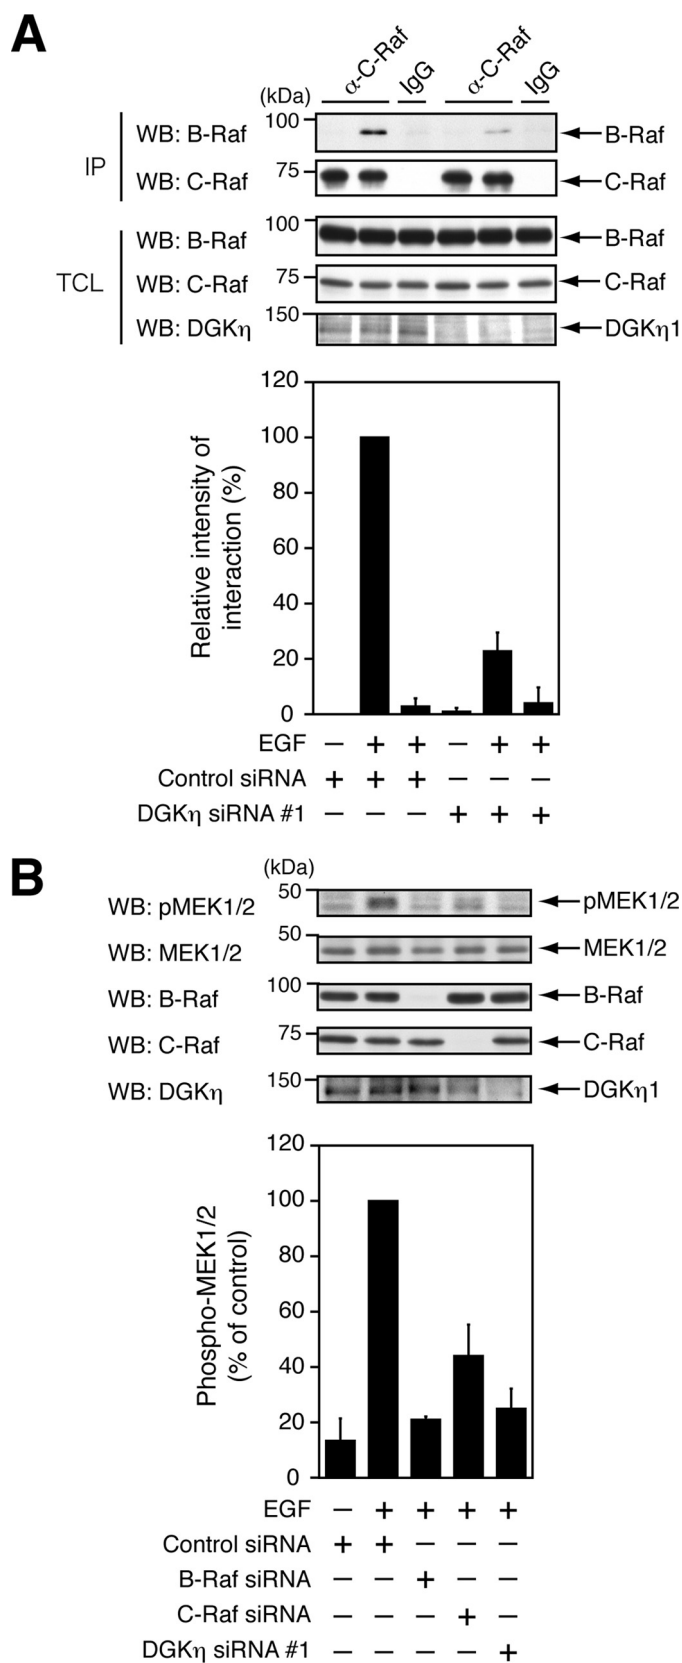 A
α-C-Raf IgG α-C-Raf IgG
(kDa)
IP
100
WB: B-Raf B-Raf
75
WB: C-Raf C-Raf
TCL
100
WB: B-Raf B-Raf
75
WB: C-Raf C-Raf
150
WB: DGKη DGKη1
Relative intensity of
interaction (%)
120
100
80
60
40
20
0
EGF – + + – + +
Control siRNA + + + – – –
DGKη siRNA #1 – – – + + +
B
(kDa)
50
WB: pMEK1/2 pMEK1/2
50
WB: MEK1/2 MEK1/2
100
WB: B-Raf B-Raf
75
WB: C-Raf C-Raf
150
WB: DGKη DGKη1
Phospho-MEK1/2
(% of control)
120
100
80
60
40
20
0
EGF – + + + +
Control siRNA + + – – –
B-Raf siRNA – – + – –
C-Raf siRNA – – – + –
DGKη siRNA #1 – – – – +